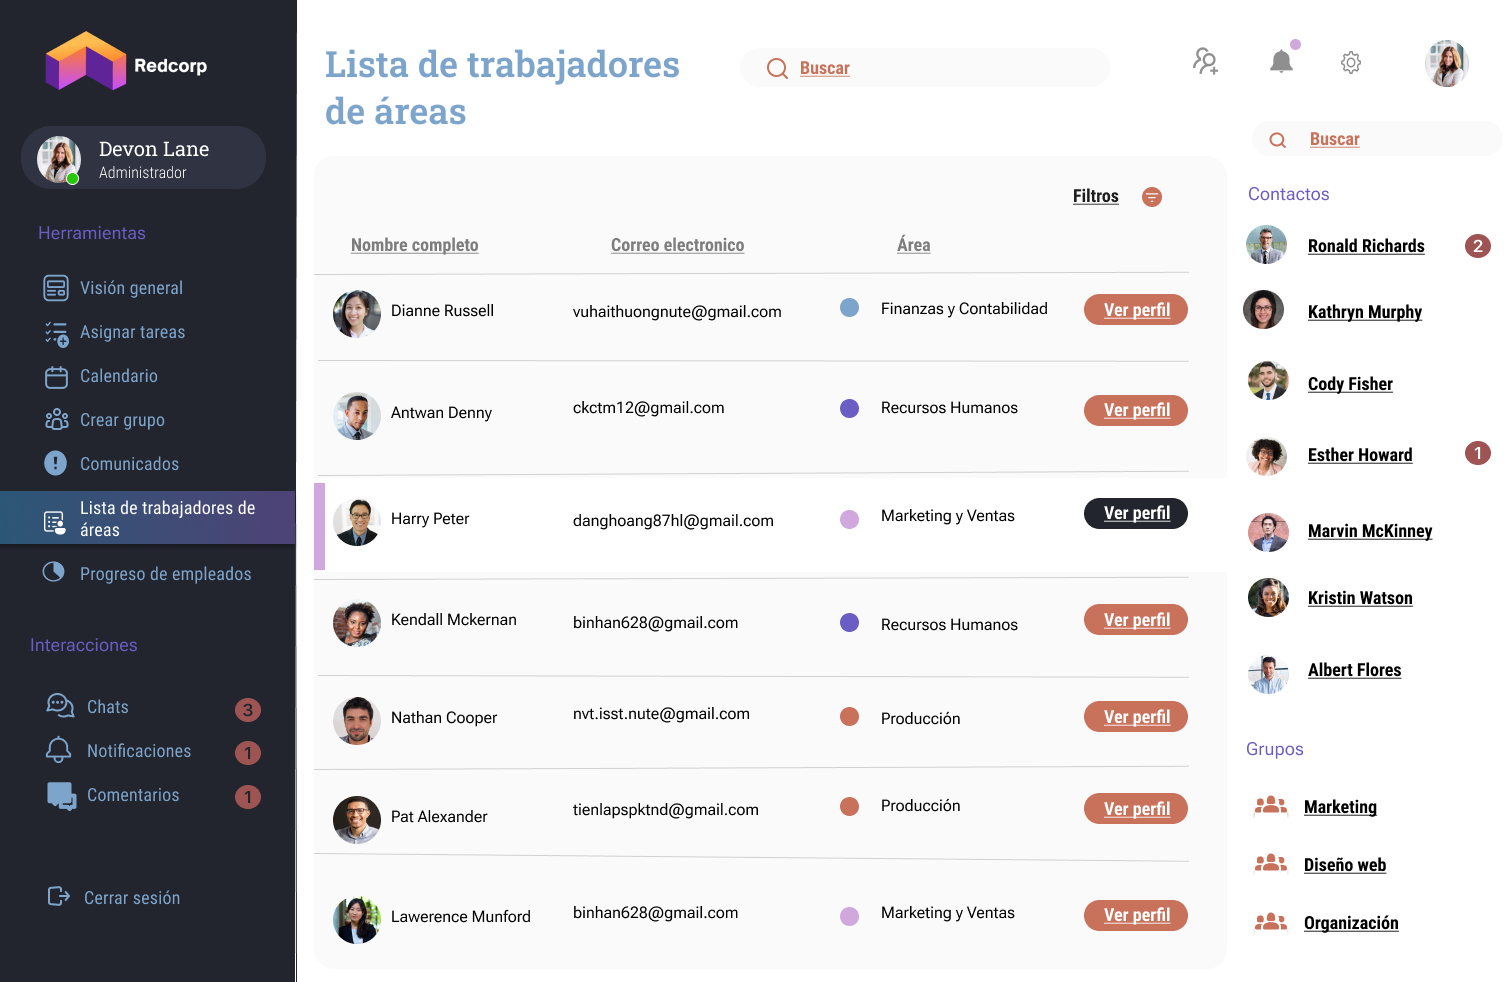 Redcorp
Devon Lane
Administrador
Herramientas
Visión general
Asignar tareas
Calendario
Crear grupo
Comunicados
Lista de trabajadores de
áreas
Progreso de empleados
Interacciones
Chats 3
Notificaciones 1
Comentarios 1
Cerrar sesión
Lista de trabajadores
de áreas
Buscar
Filtros
Nombre completo Correo electronico Área
Dianne Russell vuhaithuongnute@gmail.com Finanzas y Contabilidad Ver perfil
Antwan Denny ckctm12@gmail.com Recursos Humanos Ver perfil
Harry Peter danghoang87hl@gmail.com Marketing y Ventas Ver perfil
Kendall Mckernan binhan628@gmail.com Recursos Humanos Ver perfil
Nathan Cooper nvt.isst.nute@gmail.com Producción Ver perfil
Pat Alexander tienlapspktnd@gmail.com Producción Ver perfil
Lawerence Munford binhan628@gmail.com Marketing y Ventas Ver perfil
Buscar
Contactos
Ronald Richards 2
Kathryn Murphy
Cody Fisher
Esther Howard 1
Marvin McKinney
Kristin Watson
Albert Flores
Grupos
Marketing
Diseño web
Organización